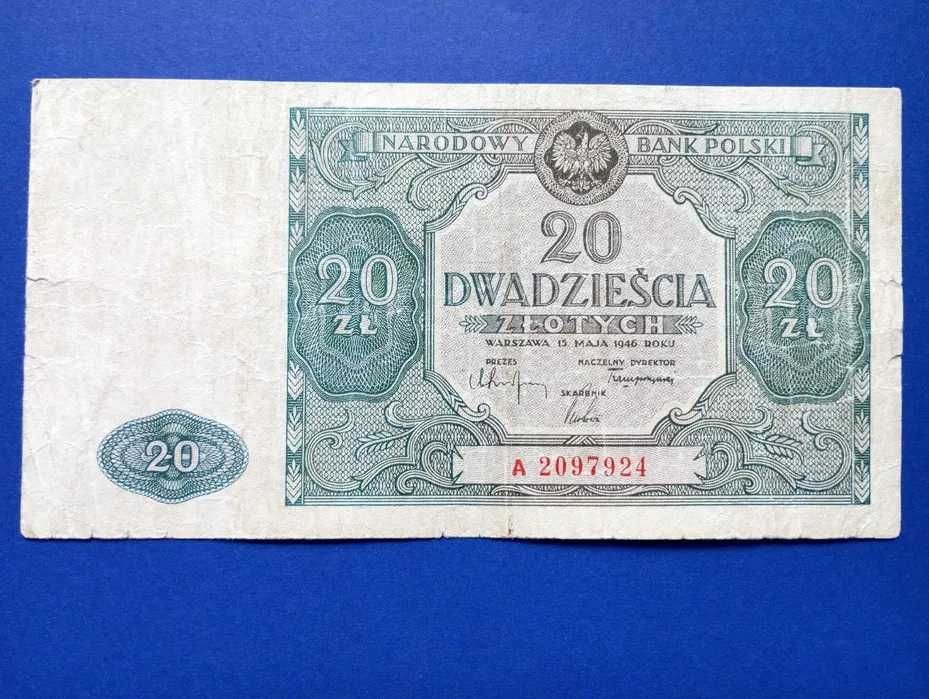 NARODOWY BANK POLSKI
20
DWADZIEŚCIA
ZŁOTYCH
WARSZAWA 15. MAJA 1946 ROKU
PREZES
NACZELNY DYREKTOR
SKARBNIK
20
ZŁ
20
ZŁ
20
A 2097924